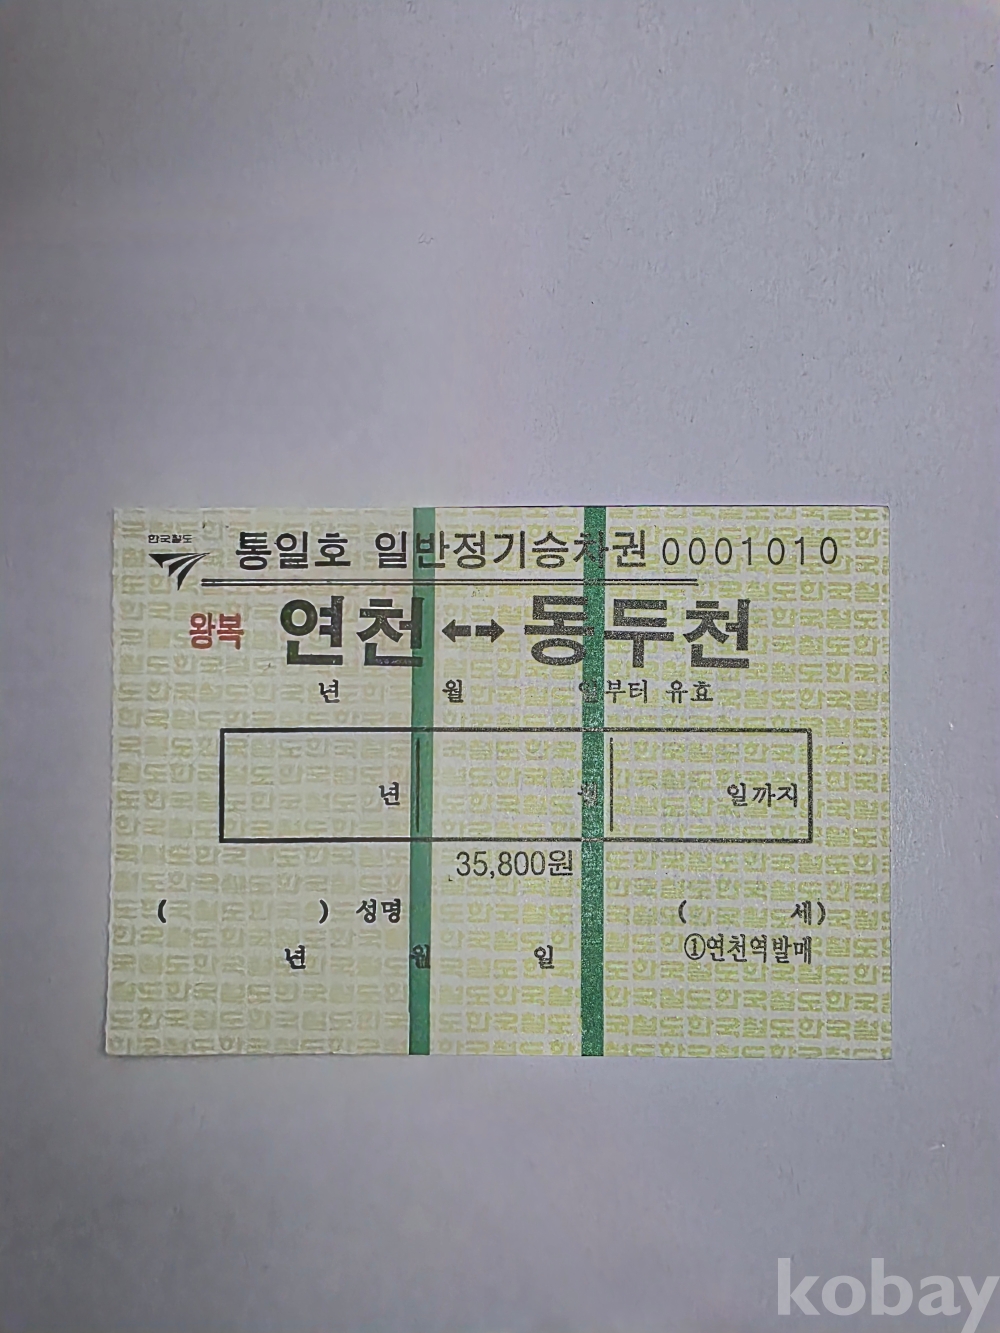 한국철도
통일호 일반정기승차권 0001010
왕복 연천↔동두천
년 월 일부터 유효
년 월 일까지
35,800원
( ) 성명 ( 세)
년 월 일 ①연천역발매
kobay